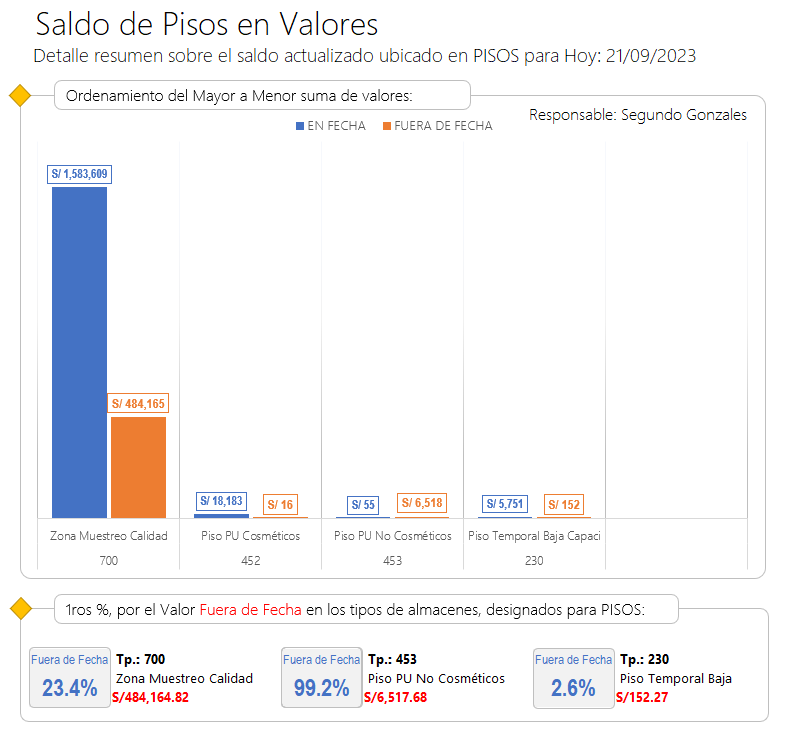 Saldo de Pisos en Valores
Detalle resumen sobre el saldo actualizado ubicado en PISOS para Hoy: 21/09/2023
Ordenamiento del Mayor a Menor suma de valores:
Responsable: Segundo Gonzales
EN FECHA FUERA DE FECHA
S/ 1,583,609
S/ 484,165
S/ 18,183 S/ 16 S/ 55 S/ 6,518 S/ 5,751 S/ 152
Zona Muestreo Calidad Piso PU Cosméticos Piso PU No Cosméticos Piso Temporal Baja Capaci
700 452 453 230
1ros %, por el Valor Fuera de Fecha en los tipos de almacenes, designados para PISOS:
Fuera de Fecha
23.4%
Tp.: 700
Zona Muestreo Calidad
S/484,164.82
Fuera de Fecha
99.2%
Tp.: 453
Piso PU No Cosméticos
S/6,517.68
Fuera de Fecha
2.6%
Tp.: 230
Piso Temporal Baja
S/152.27